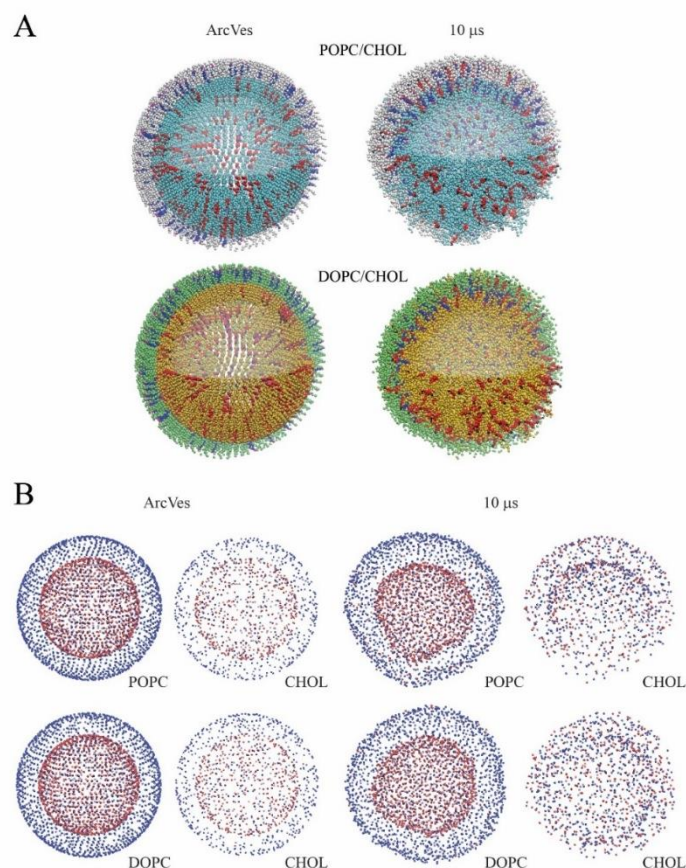 A
ArcVes 10 μs
POPC/CHOL
DOPC/CHOL
B
ArcVes 10 μs
POPC CHOL POPC CHOL
DOPC CHOL DOPC CHOL